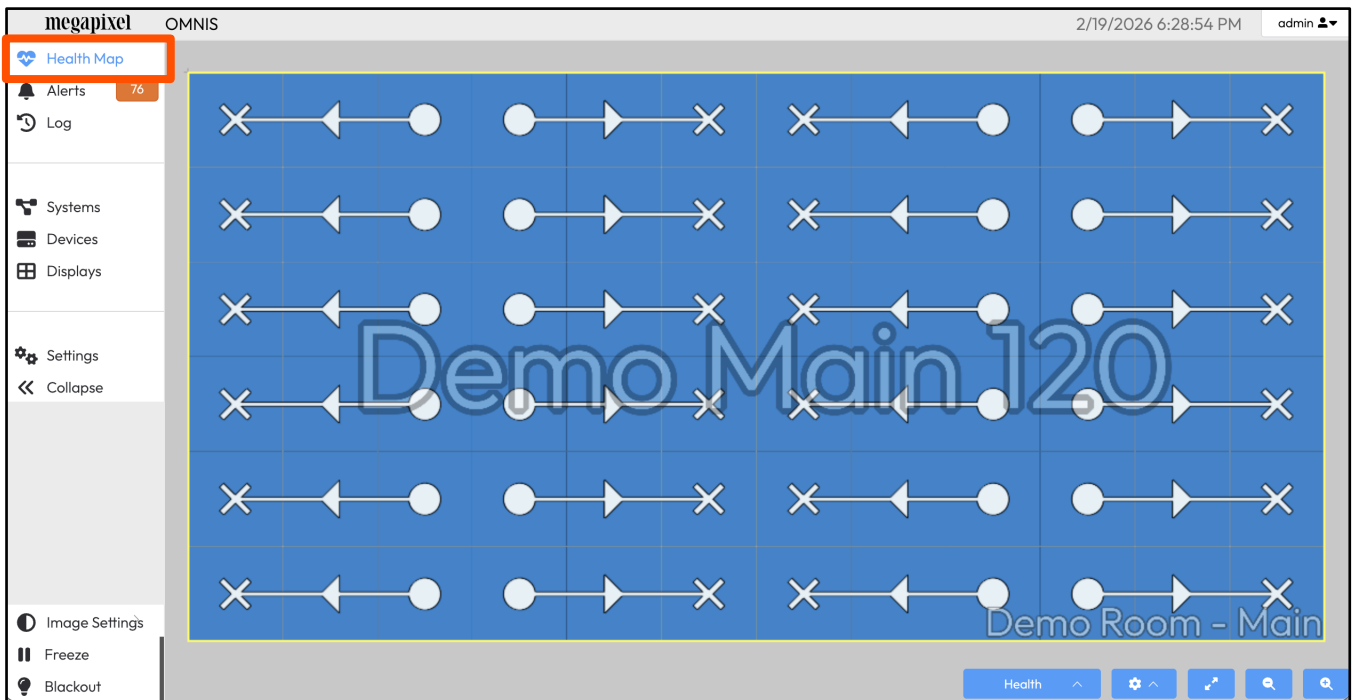 megapixel OMNIS 2/19/2026 6:28:54 PM admin
Health Map
Alerts 76
Log
Systems
Devices
Displays
Settings
Collapse
Demo Main 120
Image Settings
Demo Room - Main
Freeze
Blackout
Health